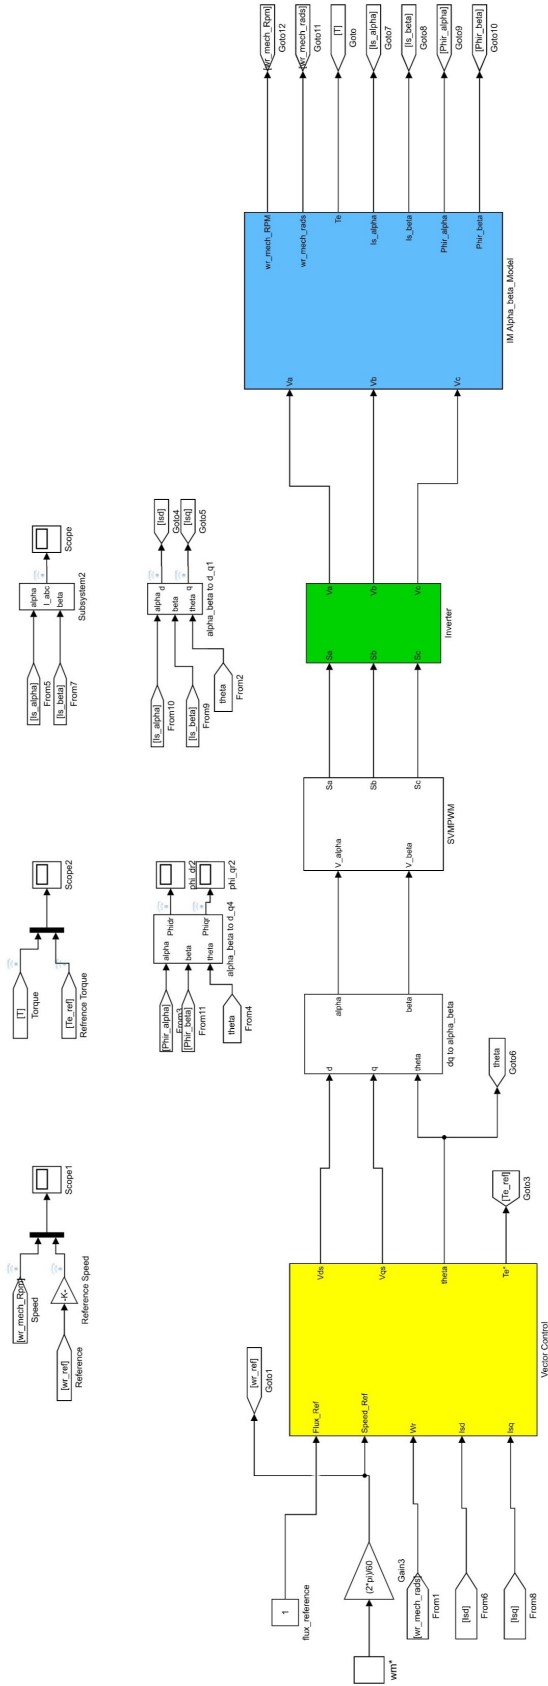 [wr_mech_Rpm]
Speed
[wr_ref]
Reference
-K-
Reference Speed
Scope1
[T]
Torque
[Te_ref]
Refrence Torque
Scope2
[Is_alpha]
From5
[Is_beta]
From7
alpha
I_abc
beta
Subsystem2
Scope
[Phir_alpha]
From3
[Phir_beta]
From11
theta
From4
alpha
Phidr
beta
Phiqr
theta
alpha_beta to d_q4
phi_dr2
phi_qr2
[Is_alpha]
From10
[Is_beta]
From9
theta
From2
alpha
d
beta
theta
q
alpha_beta to d_q1
[Isd]
Goto4
[Isq]
Goto5
wm*
1
flux_reference
(2*pi)/60
Gain3
[wr_mech_rads]
From1
[Isd]
From6
[Isq]
From8
[wr_ref]
Goto1
Flux_Ref
Speed_Ref
Wr
Isd
Isq
Vds
Vqs
theta
Te*
Vector Control
[Te_ref]
Goto3
theta
Goto6
d
q
theta
alpha
beta
dq to alpha_beta
V_alpha
V_beta
Sa
Sb
Sc
SVMPWM
Sa
Sb
Sc
Va
Vb
Vc
Inverter
Va
Vb
Vc
wr_mech_RPM
wr_mech_rads
Te
Is_alpha
Is_beta
Phir_alpha
Phir_beta
IM Alpha_beta_Model
[wr_mech_Rpm]
Goto12
[wr_mech_rads]
Goto11
[T]
Goto
[Is_alpha]
Goto7
[Is_beta]
Goto8
[Phir_alpha]
Goto9
[Phir_beta]
Goto10